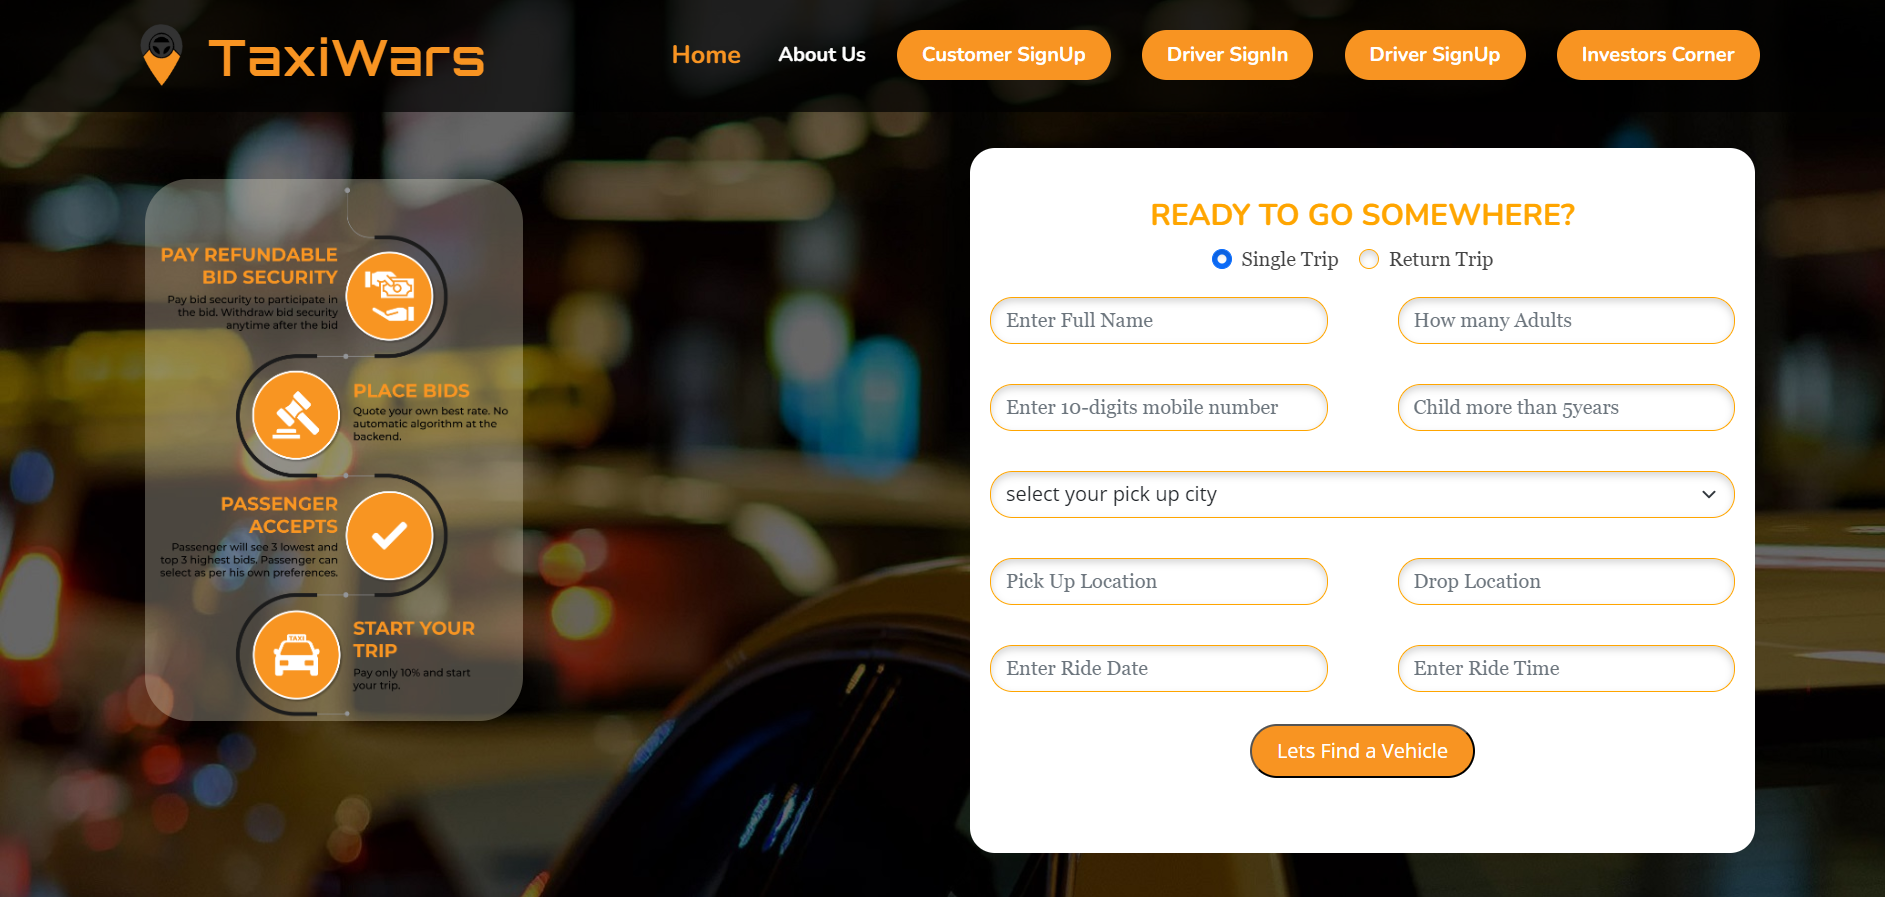 TaxiWars
Home
About Us
Customer SignUp
Driver SignIn
Driver SignUp
Investors Corner
PAY REFUNDABLE
BID SECURITY
Pay bid security to participate in
the bid. Withdraw bid security
anytime after the bid
PLACE BIDS
Quote your own best rate. No
automatic algorithm at the
backend.
PASSENGER
ACCEPTS
Passenger will see 3 lowest and
top 3 highest bids. Passenger can
select as per his own preferences.
TAXI
START YOUR
TRIP
Pay only 10% and start
your trip.
READY TO GO SOMEWHERE?
Single Trip
Return Trip
Enter Full Name
How many Adults
Enter 10-digits mobile number
Child more than 5years
select your pick up city
Pick Up Location
Drop Location
Enter Ride Date
Enter Ride Time
Lets Find a Vehicle